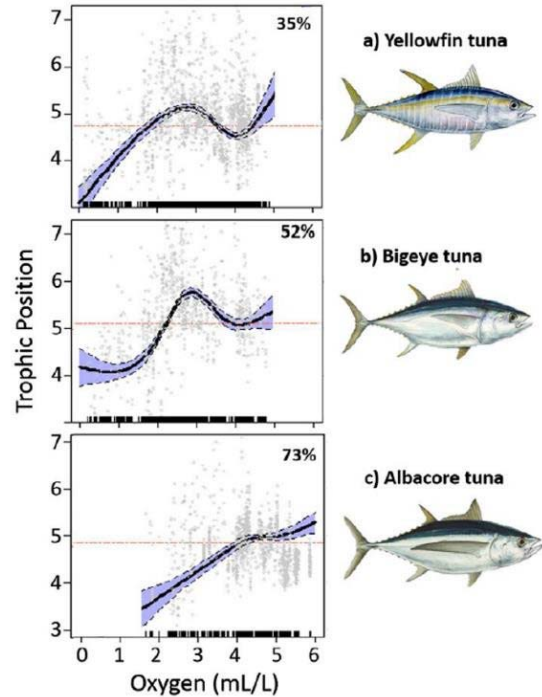 7
6
5
4
35%
a) Yellowfin tuna
7
6
5
4
52%
b) Bigeye tuna
7
6
5
4
3
73%
c) Albacore tuna
Trophic Position
0 1 2 3 4 5 6
Oxygen (mL/L)